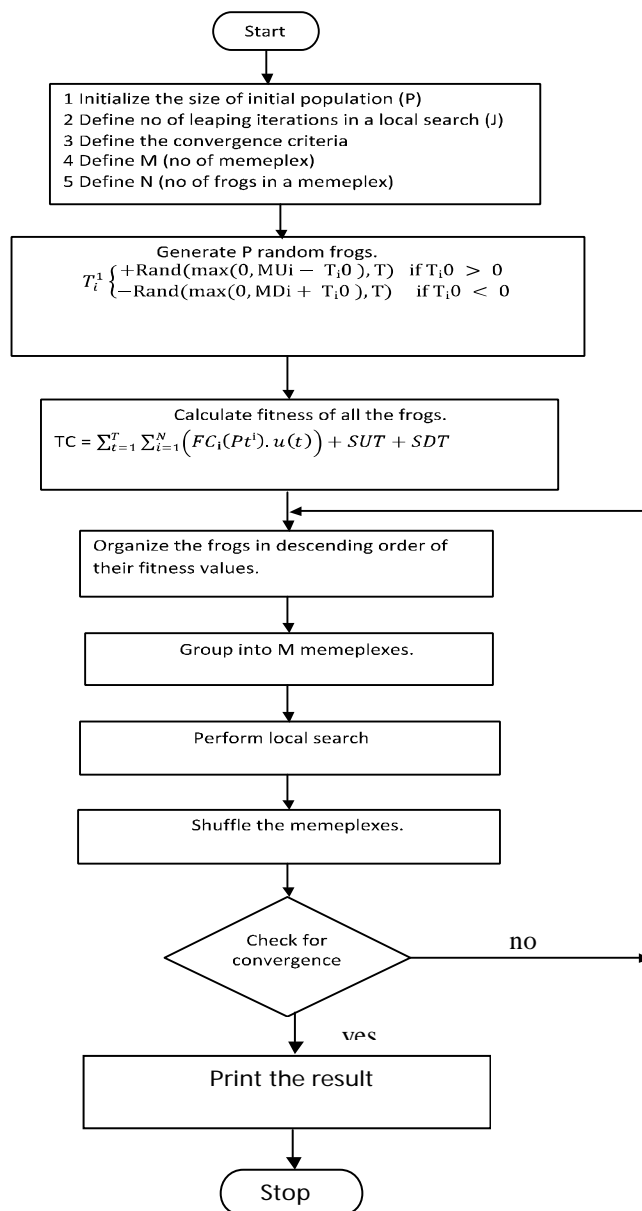 Start
1 Initialize the size of initial population (P)
2 Define no of leaping iterations in a local search (J)
3 Define the convergence criteria
4 Define M (no of memeplex)
5 Define N (no of frogs in a memeplex)
Generate P random frogs.
T_i^1 { +Rand(max(0, MUi − T_i0 ), T) if T_i0 > 0
−Rand(max(0, MDi + T_i0 ), T) if T_i0 < 0
Calculate fitness of all the frogs.
TC = ∑_{t=1}^{T} ∑_{i=1}^{N} (FC_i(Pt^i). u(t)) + SUT + SDT
Organize the frogs in descending order of
their fitness values.
Group into M memeplexes.
Perform local search
Shuffle the memeplexes.
Check for
convergence
no
yes
Print the result
Stop